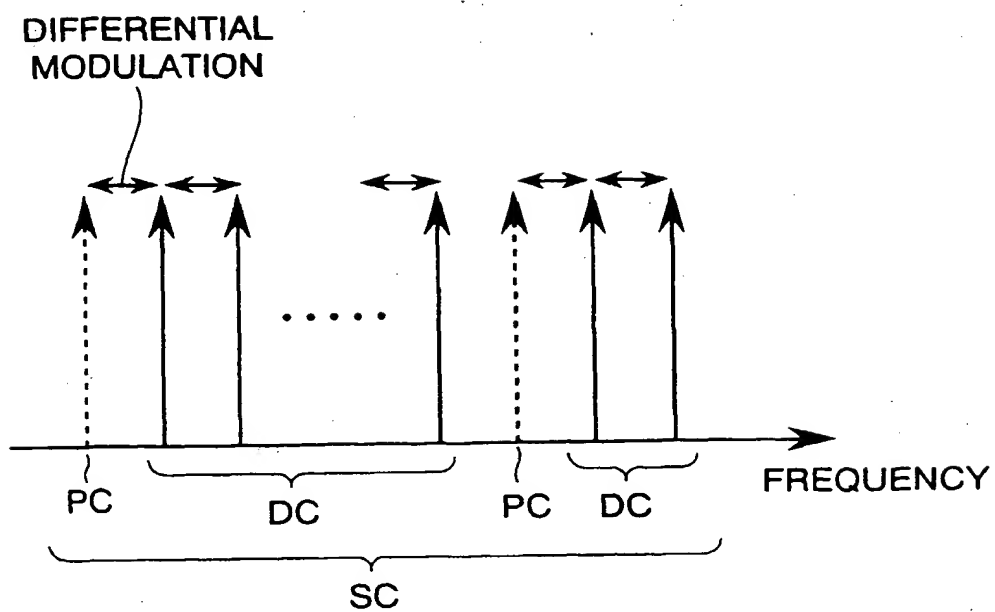 DIFFERENTIAL
MODULATION
FREQUENCY
PC
DC
PC
DC
SC